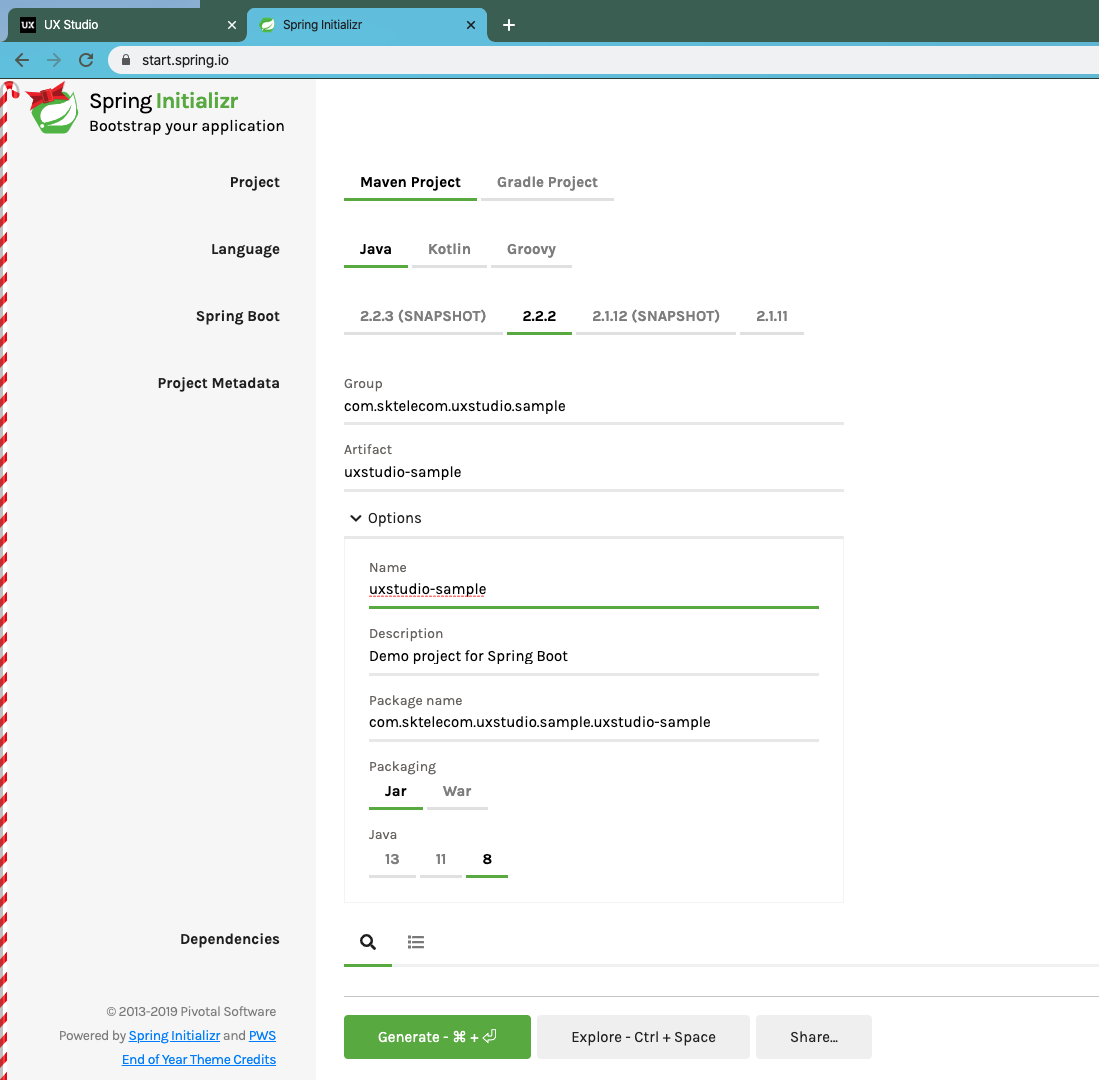 UX UX Studio
Spring Initializr
start.spring.io
Spring Initializr
Bootstrap your application
Project
Maven Project Gradle Project
Language
Java Kotlin Groovy
Spring Boot
2.2.3 (SNAPSHOT) 2.2.2 2.1.12 (SNAPSHOT) 2.1.11
Project Metadata
Group
com.sktelecom.uxstudio.sample
Artifact
uxstudio-sample
Options
Name
uxstudio-sample
Description
Demo project for Spring Boot
Package name
com.sktelecom.uxstudio.sample.uxstudio-sample
Packaging
Jar War
Java
13 11 8
Dependencies
© 2013-2019 Pivotal Software
Powered by Spring Initializr and PWS
End of Year Theme Credits
Generate - ⌘ + ⏎
Explore - Ctrl + Space
Share...